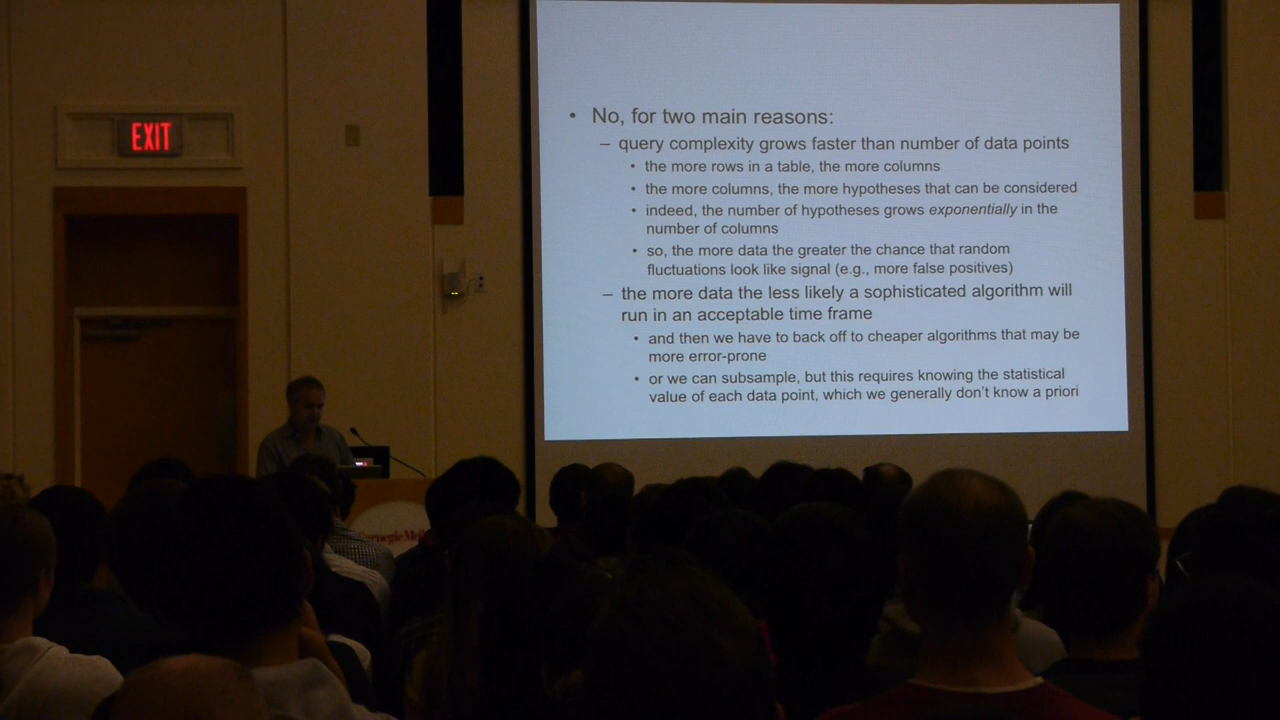 EXIT
• No, for two main reasons:
– query complexity grows faster than number of data points
• the more rows in a table, the more columns
• the more columns, the more hypotheses that can be considered
• indeed, the number of hypotheses grows exponentially in the
number of columns
• so, the more data the greater the chance that random
fluctuations look like signal (e.g., more false positives)
– the more data the less likely a sophisticated algorithm will
run in an acceptable time frame
• and then we have to back off to cheaper algorithms that may be
more error-prone
• or we can subsample, but this requires knowing the statistical
value of each data point, which we generally don't know a priori